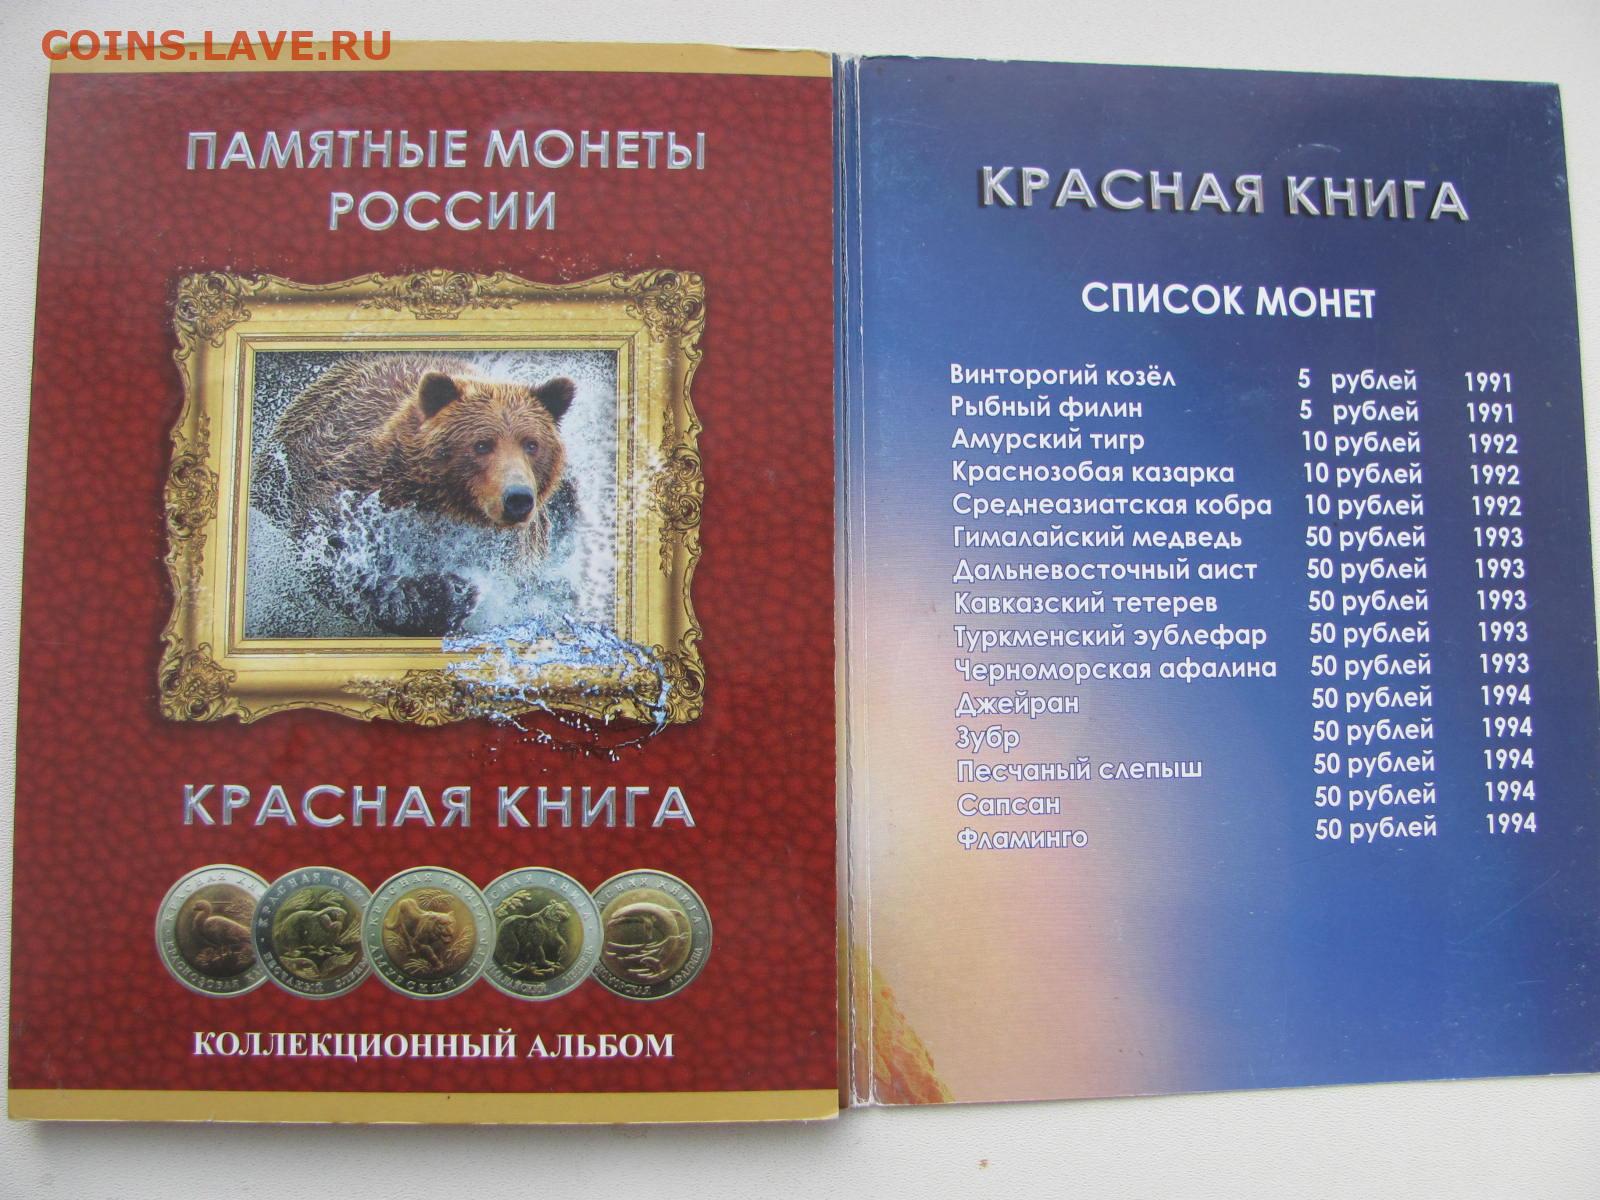 COINS.LAVE.RU
ПАМЯТНЫЕ МОНЕТЫ
РОССИИ
КРАСНАЯ КНИГА
КОЛЛЕКЦИОННЫЙ АЛЬБОМ
КРАСНАЯ КНИГА
СПИСОК МОНЕТ
Винторогий козёл 5 рублей 1991
Рыбный филин 5 рублей 1991
Амурский тигр 10 рублей 1992
Краснозобая казарка 10 рублей 1992
Среднеазиатская кобра 10 рублей 1992
Гималайский медведь 50 рублей 1993
Дальневосточный аист 50 рублей 1993
Кавказский тетерев 50 рублей 1993
Туркменский эублефар 50 рублей 1993
Черноморская афалина 50 рублей 1993
Джейран 50 рублей 1994
Зубр 50 рублей 1994
Песчаный слепыш 50 рублей 1994
Сапсан 50 рублей 1994
Фламинго 50 рублей 1994